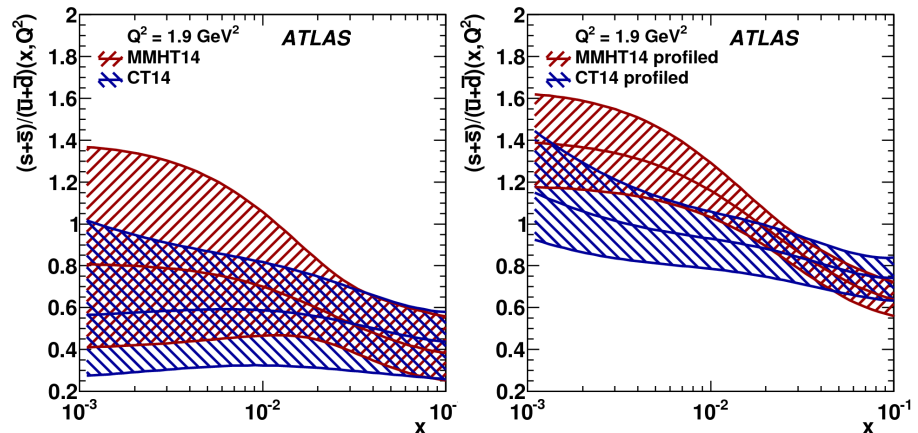 Q² = 1.9 GeV²
ATLAS
MMHT14
CT14
(s+s̅)/(u̅+d̅)(x,Q²)
2
1.8
1.6
1.4
1.2
1
0.8
0.6
0.4
0.2
10⁻³
10⁻²
10⁻
x
Q² = 1.9 GeV²
ATLAS
MMHT14 profiled
CT14 profiled
(s+s̅)/(u̅+d̅)(x,Q²)
2
1.8
1.6
1.4
1.2
1
0.8
0.6
0.4
0.2
10⁻³
10⁻²
10⁻¹
x